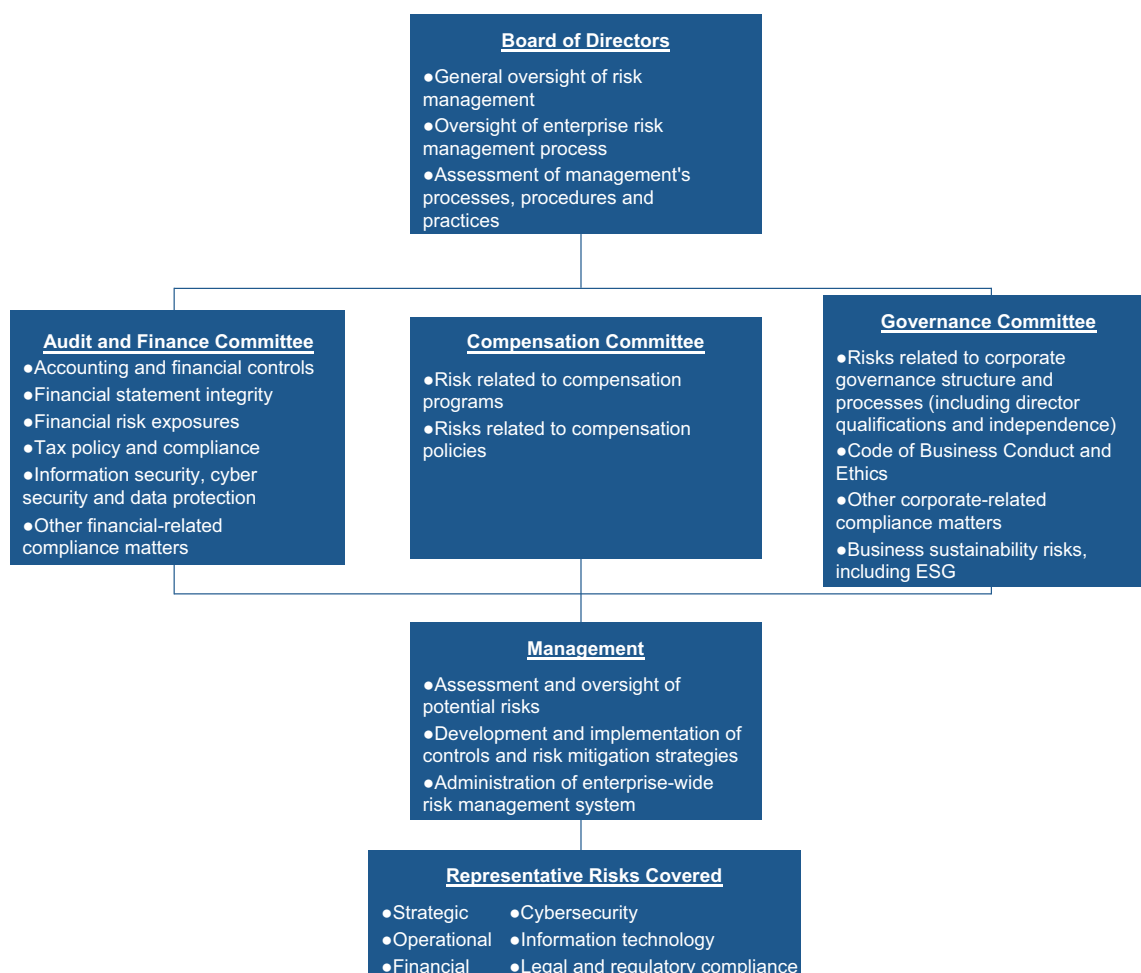 Board of Directors
●General oversight of risk
management
●Oversight of enterprise risk
management process
●Assessment of management's
processes, procedures and
practices
Audit and Finance Committee
●Accounting and financial controls
●Financial statement integrity
●Financial risk exposures
●Tax policy and compliance
●Information security, cyber
security and data protection
●Other financial-related
compliance matters
Compensation Committee
●Risk related to compensation
programs
●Risks related to compensation
policies
Governance Committee
●Risks related to corporate
governance structure and
processes (including director
qualifications and independence)
●Code of Business Conduct and
Ethics
●Other corporate-related
compliance matters
●Business sustainability risks,
including ESG
Management
●Assessment and oversight of
potential risks
●Development and implementation of
controls and risk mitigation strategies
●Administration of enterprise-wide
risk management system
Representative Risks Covered
●Strategic ●Cybersecurity
●Operational ●Information technology
●Financial ●Legal and regulatory compliance